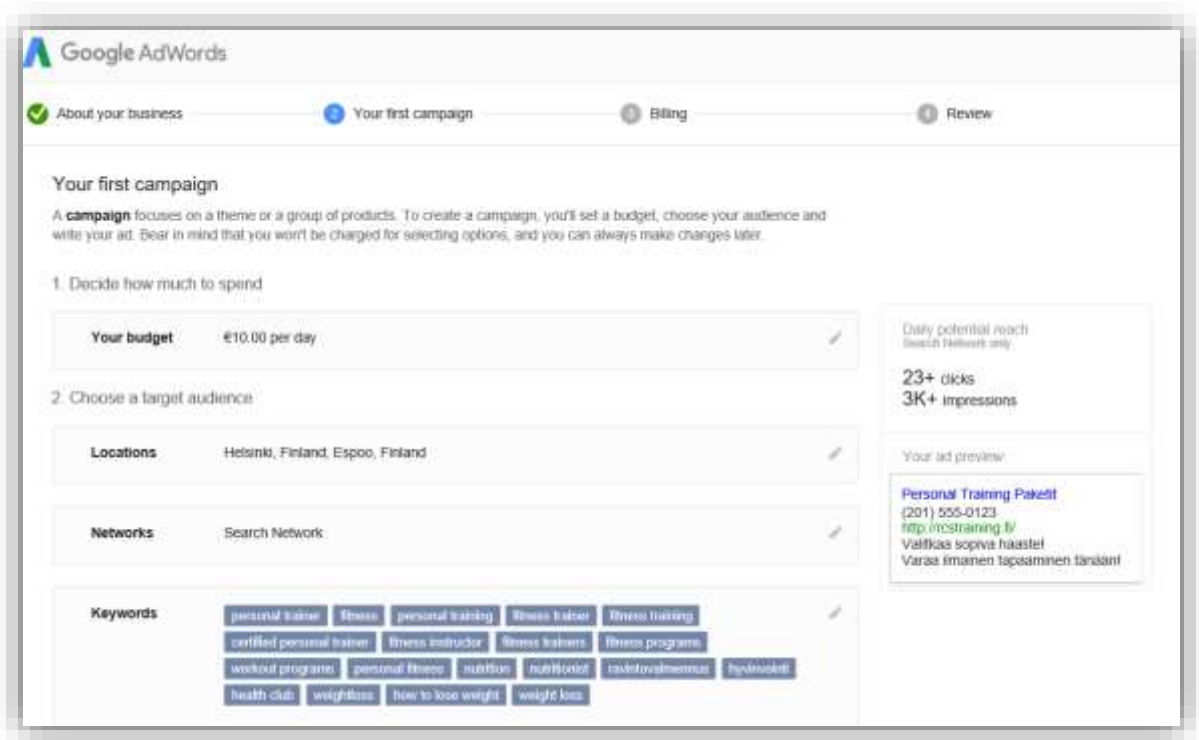 Google AdWords
About your business
2 Your first campaign
3 Billing
4 Review
Your first campaign
A campaign focuses on a theme or a group of products. To create a campaign, you'll set a budget, choose your audience and
write your ad. Bear in mind that you won't be charged for selecting options, and you can always make changes later.
1. Decide how much to spend
Your budget €10.00 per day
2. Choose a target audience
Locations Helsinki, Finland, Espoo, Finland
Networks Search Network
Keywords personal trainer fitness personal training fitness trainer fitness training
certified personal trainer fitness instructor fitness trainers fitness programs
workout programs personal fitness nutrition nutritionist ravintovalmennus hyvinvointi
health club weightloss how to lose weight weight loss
Daily potential reach
Search Network only
23+ clicks
3K+ impressions
Your ad preview:
Personal Training Paketit
(201) 555-0123
http://rcstraining.fi/
Valitkaa sopiva haaste!
Varaa ilmainen tapaaminen tänään!